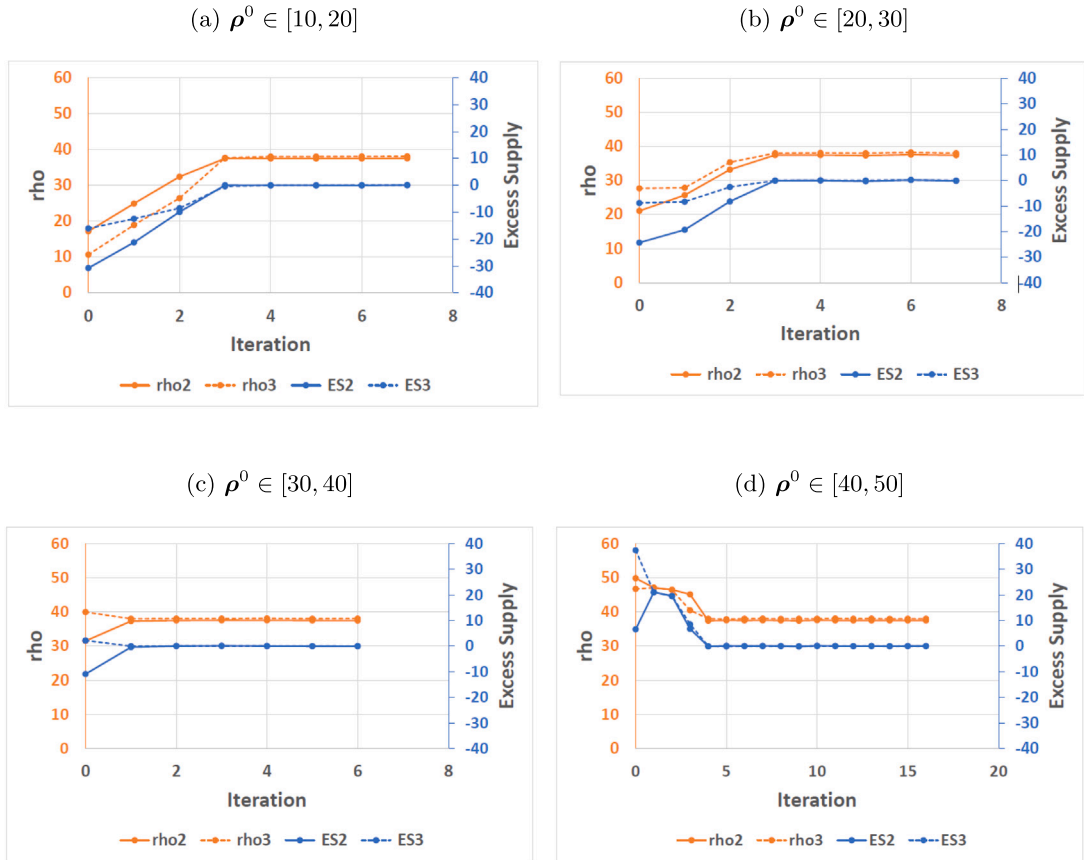 (a) ρ⁰ ∈ [10, 20]
60
50
40
30
20
10
0
rho
40
30
20
10
0
-10
-20
-30
-40
Excess Supply
0 2 4 6 8
Iteration
rho2 rho3 ES2 ES3
(b) ρ⁰ ∈ [20, 30]
60
50
40
30
20
10
0
rho
40
30
20
10
0
-10
-20
-30
-40
Excess Supply
0 2 4 6 8
Iteration
rho2 rho3 ES2 ES3
(c) ρ⁰ ∈ [30, 40]
60
50
40
30
20
10
0
rho
40
30
20
10
0
-10
-20
-30
-40
Excess Supply
0 2 4 6 8
Iteration
rho2 rho3 ES2 ES3
(d) ρ⁰ ∈ [40, 50]
60
50
40
30
20
10
0
rho
40
30
20
10
0
-10
-20
-30
-40
Excess Supply
0 5 10 15 20
Iteration
rho2 rho3 ES2 ES3